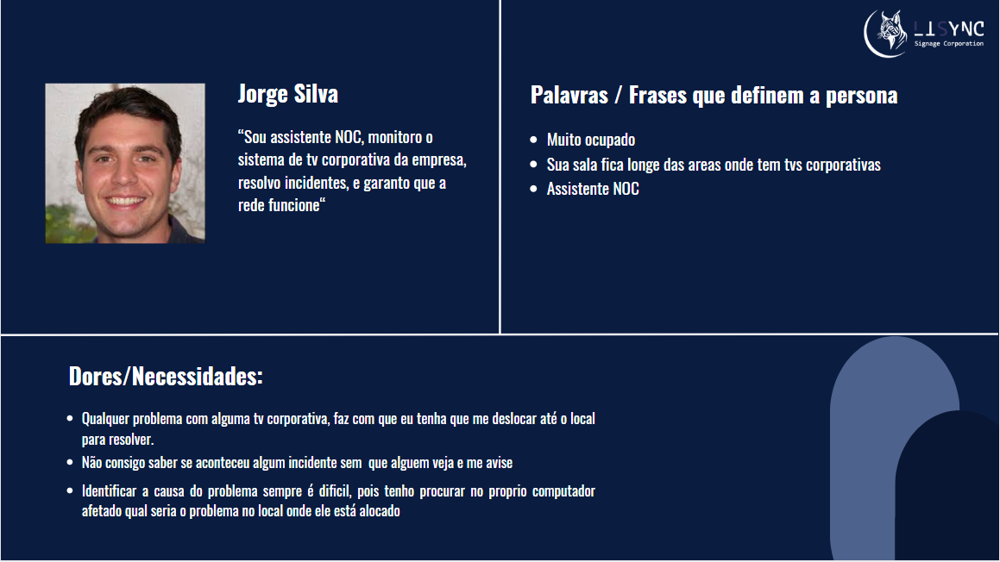 LISYNC
Signage Corporation
Jorge Silva
“Sou assistente NOC, monitoro o
sistema de tv corporativa da empresa,
resolvo incidentes, e garanto que a
rede funcione“
Palavras / Frases que definem a persona
• Muito ocupado
• Sua sala fica longe das areas onde tem tvs corporativas
• Assistente NOC
Dores/Necessidades:
• Qualquer problema com alguma tv corporativa, faz com que eu tenha que me deslocar até o local
para resolver.
• Não consigo saber se aconteceu algum incidente sem  que alguem veja e me avise
• Identificar a causa do problema sempre é dificil, pois tenho procurar no proprio computador
afetado qual seria o problema no local onde ele está alocado